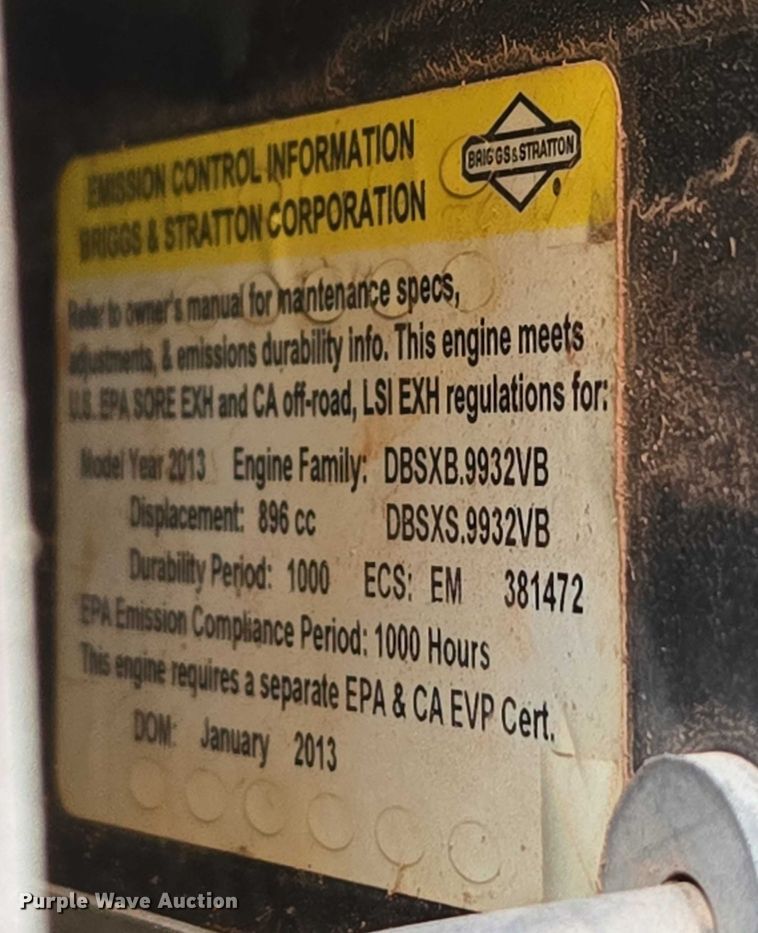 EMISSION CONTROL INFORMATION
BRIGGS & STRATTON CORPORATION
BRIGGS & STRATTON
®
Refer to owner's manual for maintenance specs,
adjustments, & emissions durability info. This engine meets
U.S. EPA SORE EXH and CA off-road, LSI EXH regulations for:
Model Year 2013 Engine Family: DBSXB.9932VB
Displacement: 896 cc DBSXS.9932VB
Durability Period: 1000 ECS: EM 381472
EPA Emission Compliance Period: 1000 Hours
This engine requires a separate EPA & CA EVP Cert.
DOM: January 2013
Purple Wave Auction